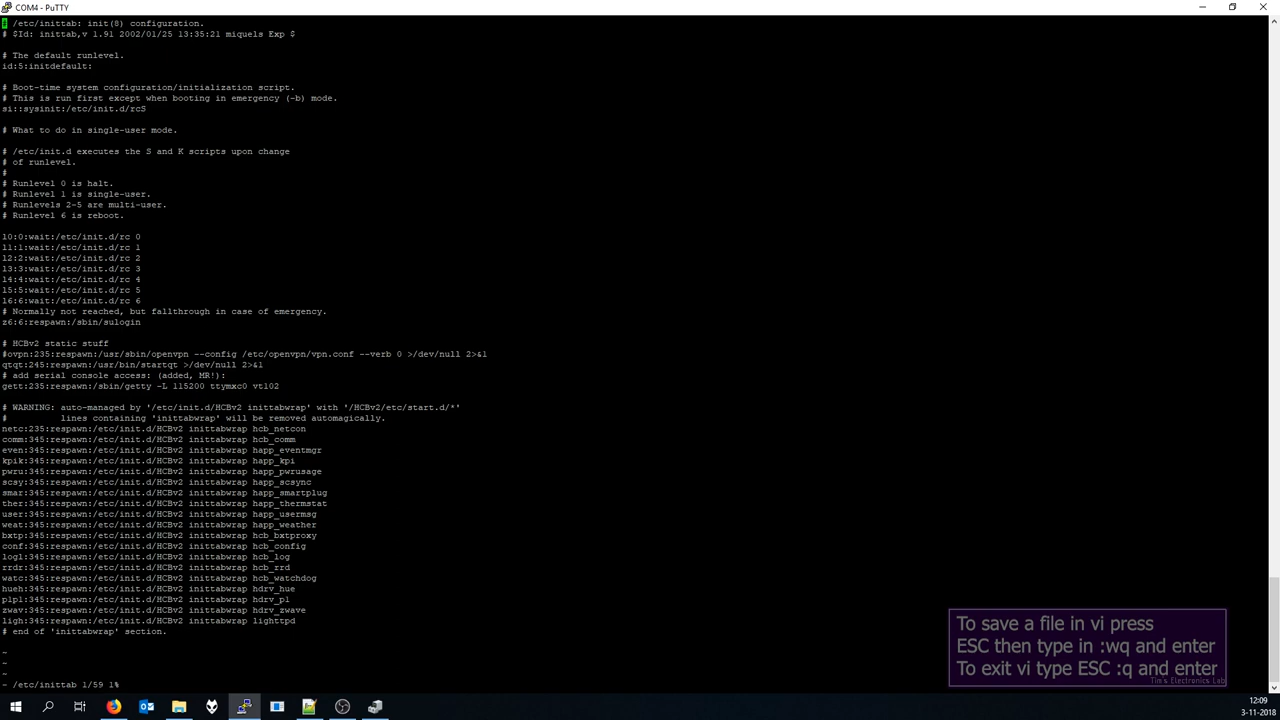 COM4 - PuTTY
# /etc/inittab: init(8) configuration.
# $Id: inittab,v 1.91 2002/01/25 13:35:21 miquels Exp $
# The default runlevel.
id:5:initdefault:
# Boot-time system configuration/initialization script.
# This is run first except when booting in emergency (-b) mode.
si::sysinit:/etc/init.d/rcS
# What to do in single-user mode.
# /etc/init.d executes the S and K scripts upon change
# of runlevel.
#
# Runlevel 0 is halt.
# Runlevel 1 is single-user.
# Runlevels 2-5 are multi-user.
# Runlevel 6 is reboot.
l0:0:wait:/etc/init.d/rc 0
l1:1:wait:/etc/init.d/rc 1
l2:2:wait:/etc/init.d/rc 2
l3:3:wait:/etc/init.d/rc 3
l4:4:wait:/etc/init.d/rc 4
l5:5:wait:/etc/init.d/rc 5
l6:6:wait:/etc/init.d/rc 6
# Normally not reached, but fallthrough in case of emergency.
z6:6:respawn:/sbin/sulogin
# HCBv2 static stuff
#ovpn:235:respawn:/usr/sbin/openvpn --config /etc/openvpn/vpn.conf --verb 0 >/dev/null 2>&1
qtqt:245:respawn:/usr/bin/startqt >/dev/null 2>&1
# add serial console access: (added, MR!):
gett:235:respawn:/sbin/getty -L 115200 ttymxc0 vt102
# WARNING: auto-managed by '/etc/init.d/HCBv2 inittabwrap' with '/HCBv2/etc/start.d/*'
# lines containing 'inittabwrap' will be removed automagically.
netc:235:respawn:/etc/init.d/HCBv2 inittabwrap hcb_netcon
comm:345:respawn:/etc/init.d/HCBv2 inittabwrap hcb_comm
even:345:respawn:/etc/init.d/HCBv2 inittabwrap happ_eventmgr
kpik:345:respawn:/etc/init.d/HCBv2 inittabwrap happ_kpi
pwru:345:respawn:/etc/init.d/HCBv2 inittabwrap happ_pwrusage
scsy:345:respawn:/etc/init.d/HCBv2 inittabwrap happ_scsync
smar:345:respawn:/etc/init.d/HCBv2 inittabwrap happ_smartplug
ther:345:respawn:/etc/init.d/HCBv2 inittabwrap happ_thermstat
user:345:respawn:/etc/init.d/HCBv2 inittabwrap happ_usermsg
weat:345:respawn:/etc/init.d/HCBv2 inittabwrap happ_weather
bxtp:345:respawn:/etc/init.d/HCBv2 inittabwrap hcb_bxtproxy
conf:345:respawn:/etc/init.d/HCBv2 inittabwrap hcb_config
logl:345:respawn:/etc/init.d/HCBv2 inittabwrap hcb_log
rrdr:345:respawn:/etc/init.d/HCBv2 inittabwrap hcb_rrd
watc:345:respawn:/etc/init.d/HCBv2 inittabwrap hcb_watchdog
hueh:345:respawn:/etc/init.d/HCBv2 inittabwrap hdrv_hue
plpl:345:respawn:/etc/init.d/HCBv2 inittabwrap hdrv_pl
zwav:345:respawn:/etc/init.d/HCBv2 inittabwrap hdrv_zwave
ligh:345:respawn:/etc/init.d/HCBv2 inittabwrap lighttpd
# end of 'inittabwrap' section.
~
~
~
- /etc/inittab 1/59 1%
To save a file in vi press
ESC then type in :wq and enter
To exit vi type ESC :q and enter
Tim's Electronics Lab
12:09
3-11-2018